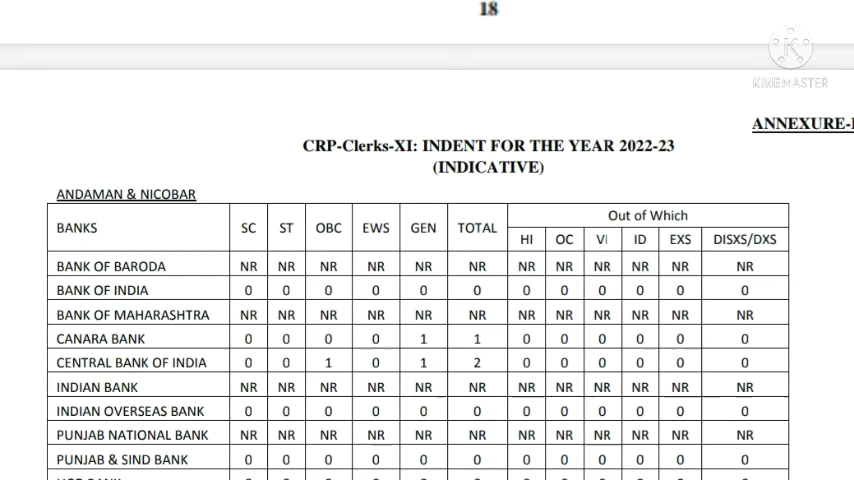 18
KINEMASTER
ANNEXURE-
CRP-Clerks-XI: INDENT FOR THE YEAR 2022-23
(INDICATIVE)
ANDAMAN & NICOBAR
BANKS SC ST OBC EWS GEN TOTAL Out of Which
HI OC VI ID EXS DISXS/DXS
BANK OF BARODA NR NR NR NR NR NR NR NR NR NR NR NR
BANK OF INDIA 0 0 0 0 0 0 0 0 0 0 0 0
BANK OF MAHARASHTRA NR NR NR NR NR NR NR NR NR NR NR NR
CANARA BANK 0 0 0 0 1 1 0 0 0 0 0 0
CENTRAL BANK OF INDIA 0 0 1 0 1 2 0 0 0 0 0 0
INDIAN BANK NR NR NR NR NR NR NR NR NR NR NR NR
INDIAN OVERSEAS BANK 0 0 0 0 0 0 0 0 0 0 0 0
PUNJAB NATIONAL BANK NR NR NR NR NR NR NR NR NR NR NR NR
PUNJAB & SIND BANK 0 0 0 0 0 0 0 0 0 0 0 0